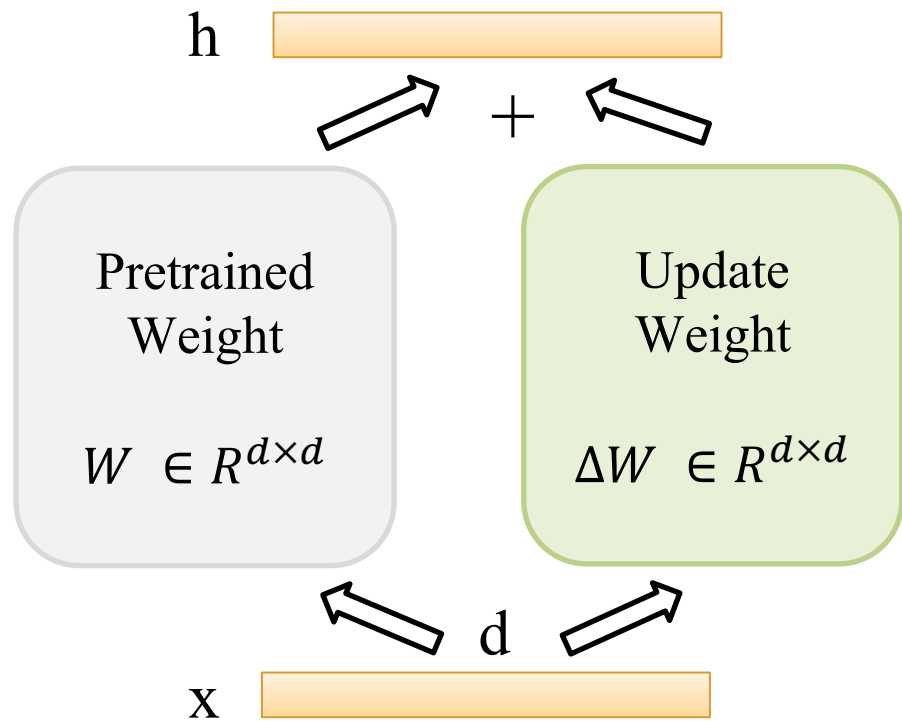 h
+
Pretrained
Weight
W ∈ R^{d×d}
Update
Weight
ΔW ∈ R^{d×d}
d
x